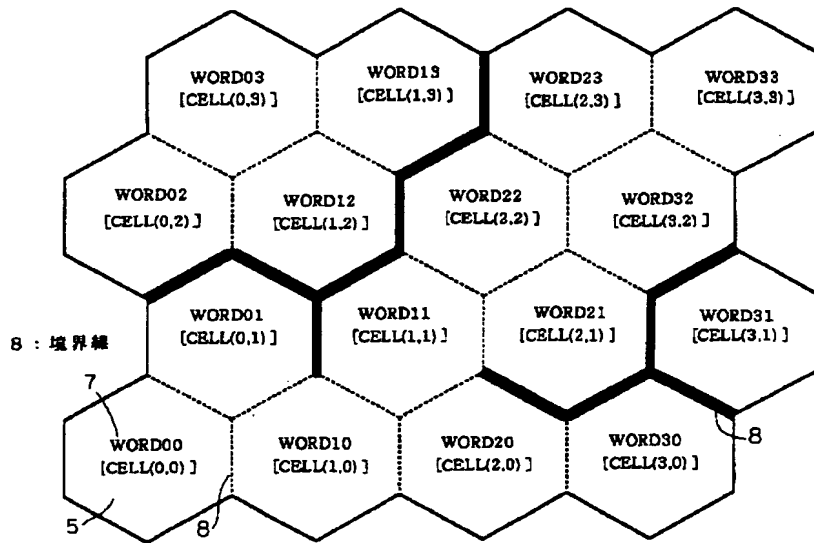 WORD03 WORD13 WORD23 WORD33
[CELL(0,3) ] [CELL(1,3) ] [CELL(2,3) ] [CELL(3,3) ]
WORD02 WORD12 WORD22 WORD32
[CELL(0,2) ] [CELL(1,2) ] [CELL(2,2) ] [CELL(3,2) ]
WORD01 WORD11 WORD21 WORD31
[CELL(0,1) ] [CELL(1,1) ] [CELL(2,1) ] [CELL(3,1) ]
8 : 境界線
7
8
WORD00 WORD10 WORD20 WORD30
[CELL(0,0) ] [CELL(1,0) ] [CELL(2,0) ] [CELL(3,0) ]
5
8